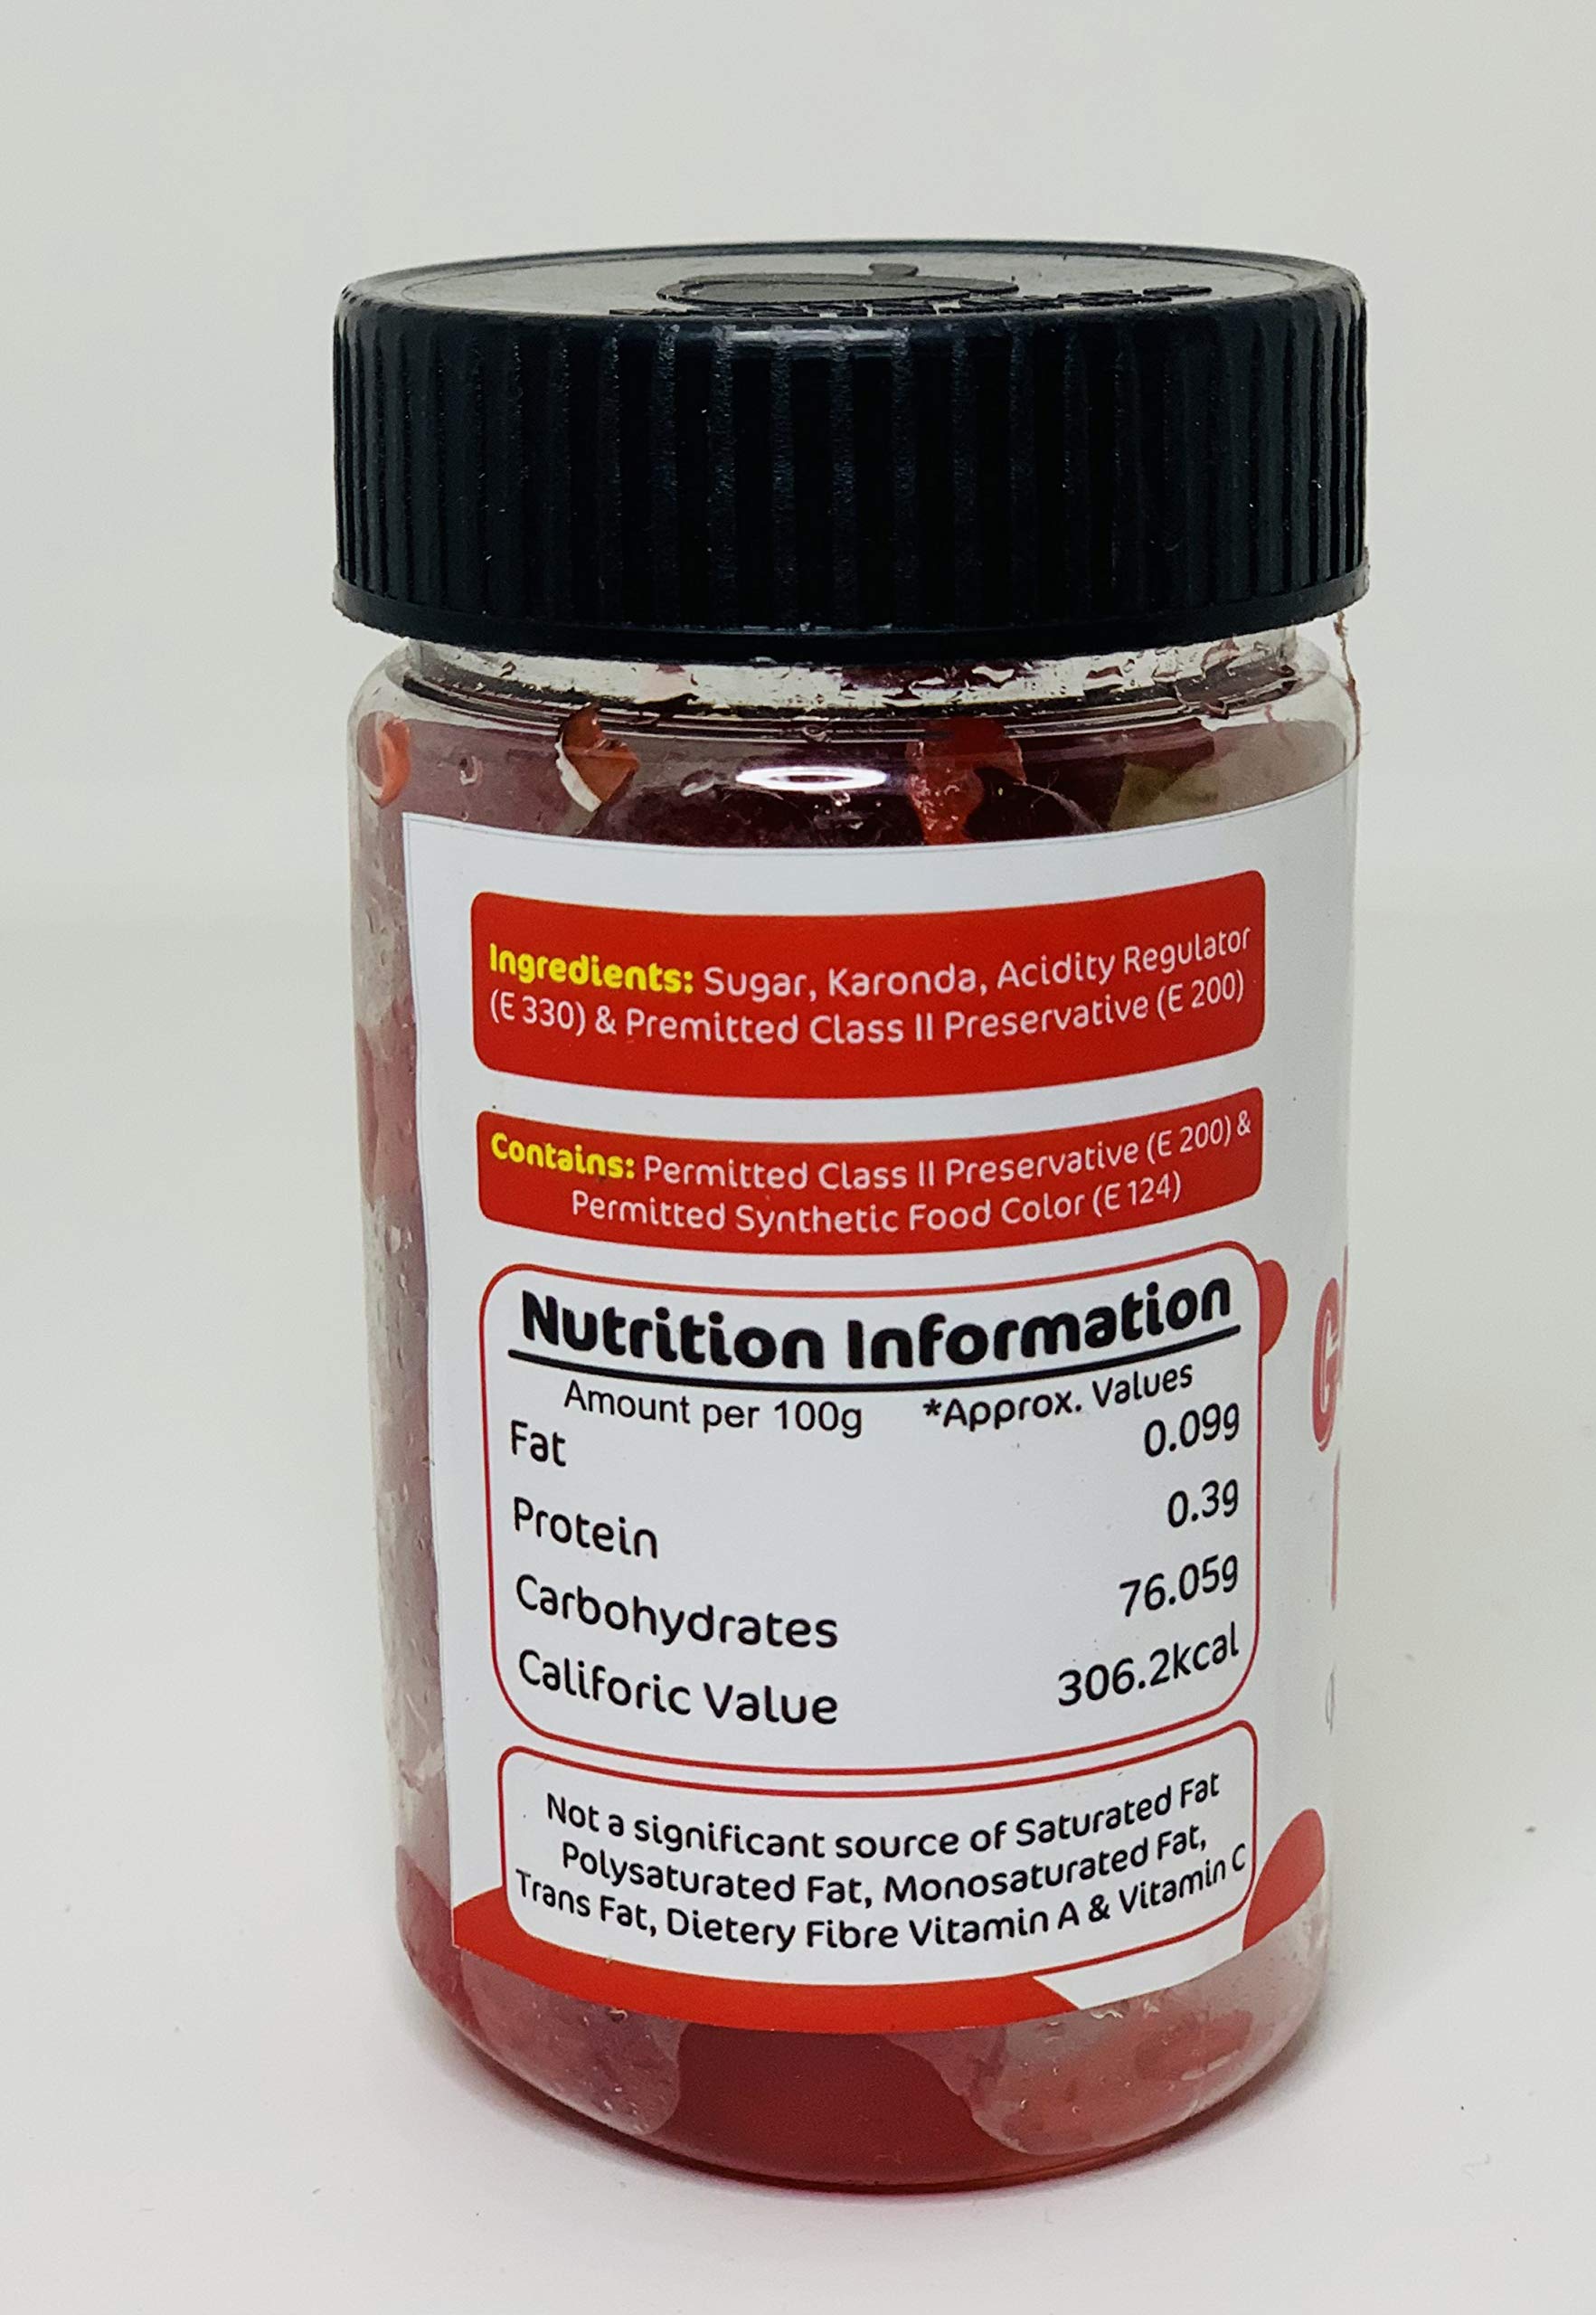 Ingredients: Sugar, Karonda, Acidity Regulator
(E 330) & Premitted Class II Preservative (E 200)
Contains: Permitted Class II Preservative (E 200) &
Permitted Synthetic Food Color (E 124)
Nutrition Information
Amount per 100g *Approx. Values
Fat 0.09g
Protein 0.3g
Carbohydrates 76.05g
Califoric Value 306.2kcal
Not a significant source of Saturated Fat
Polysaturated Fat, Monosaturated Fat,
Trans Fat, Dietery Fibre Vitamin A & Vitamin C